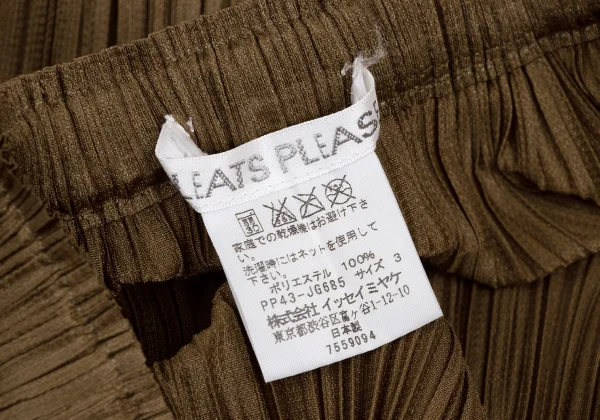 LEATS PLEAS
家庭での乾燥機はお避け下さ
い。
洗濯時にはネットを使用して
下さい。
ポリエステル 100%
PP43-JG685 サイズ 3
株式会社 イッセイミヤケ
東京都渋谷区富ヶ谷1-12-10
日本製
7559094